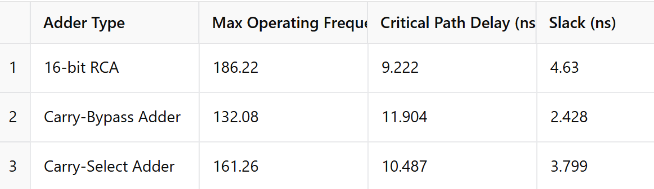 Adder Type Max Operating Freque Critical Path Delay (ns Slack (ns)
1 16-bit RCA 186.22 9.222 4.63
2 Carry-Bypass Adder 132.08 11.904 2.428
3 Carry-Select Adder 161.26 10.487 3.799